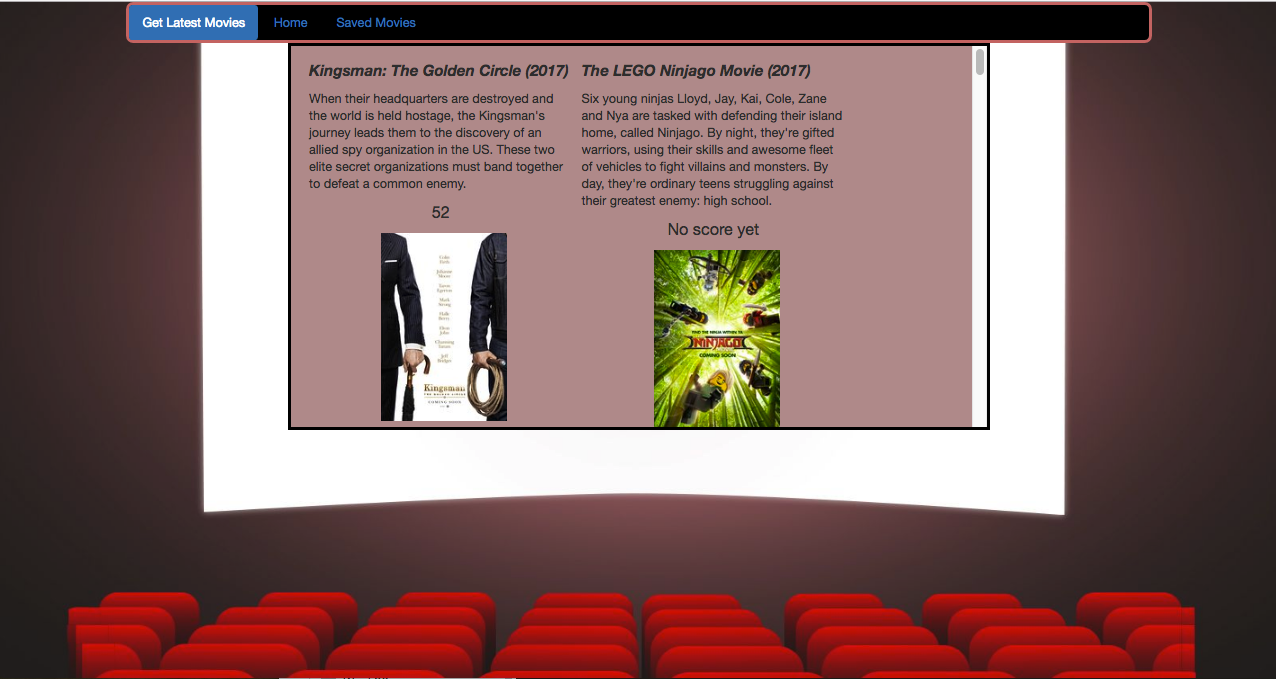 Get Latest Movies Home Saved Movies
Kingsman: The Golden Circle (2017)
When their headquarters are destroyed and
the world is held hostage, the Kingsman's
journey leads them to the discovery of an
allied spy organization in the US. These two
elite secret organizations must band together
to defeat a common enemy.
52
Colin
Firth
Julianne
Moore
Taron
Egerton
Mark
Strong
Halle
Berry
Elton
John
Channing
Tatum
Jeff
Bridges
Kingsman
THE GOLDEN CIRCLE
COMING SOON
The LEGO Ninjago Movie (2017)
Six young ninjas Lloyd, Jay, Kai, Cole, Zane
and Nya are tasked with defending their island
home, called Ninjago. By night, they're gifted
warriors, using their skills and awesome fleet
of vehicles to fight villains and monsters. By
day, they're ordinary teens struggling against
their greatest enemy: high school.
No score yet
FIND THE NINJA WITHIN
NINJAGO
COMING SOON